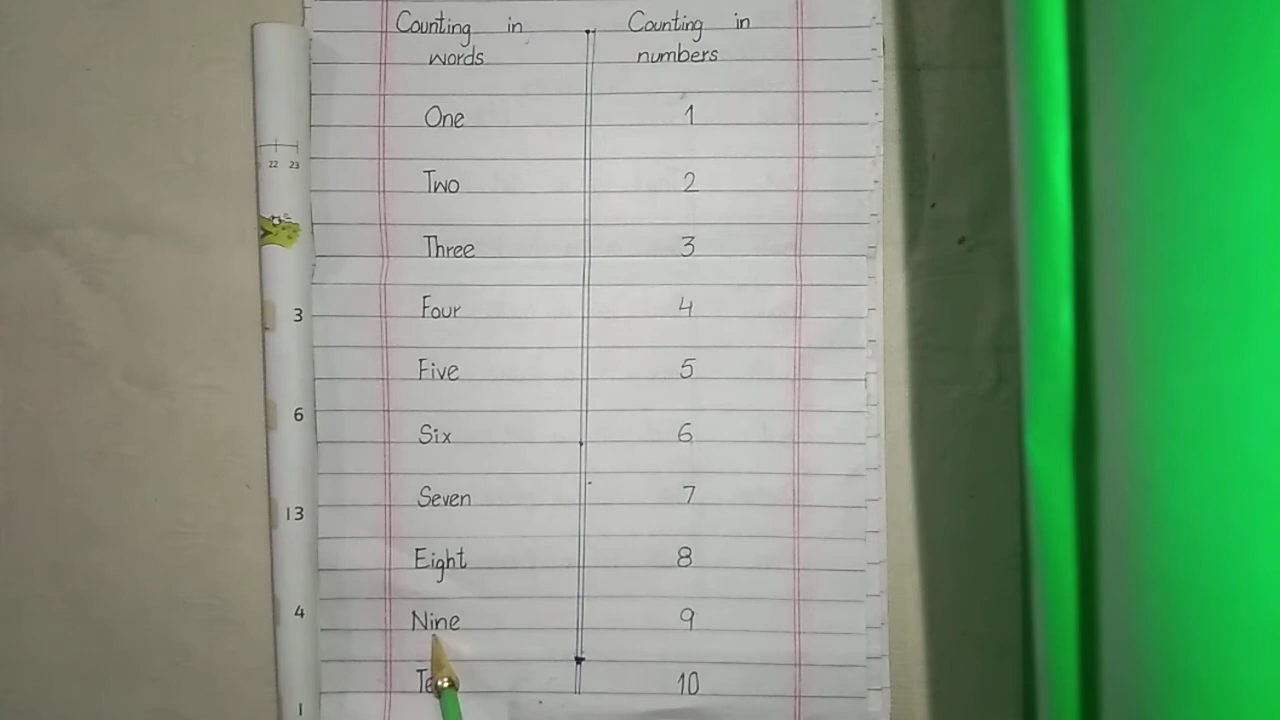 Counting in words
Counting in numbers
One 1
Two 2
Three 3
Four 4
Five 5
Six 6
Seven 7
Eight 8
Nine 9
10
22 23
3
6
13
4
1